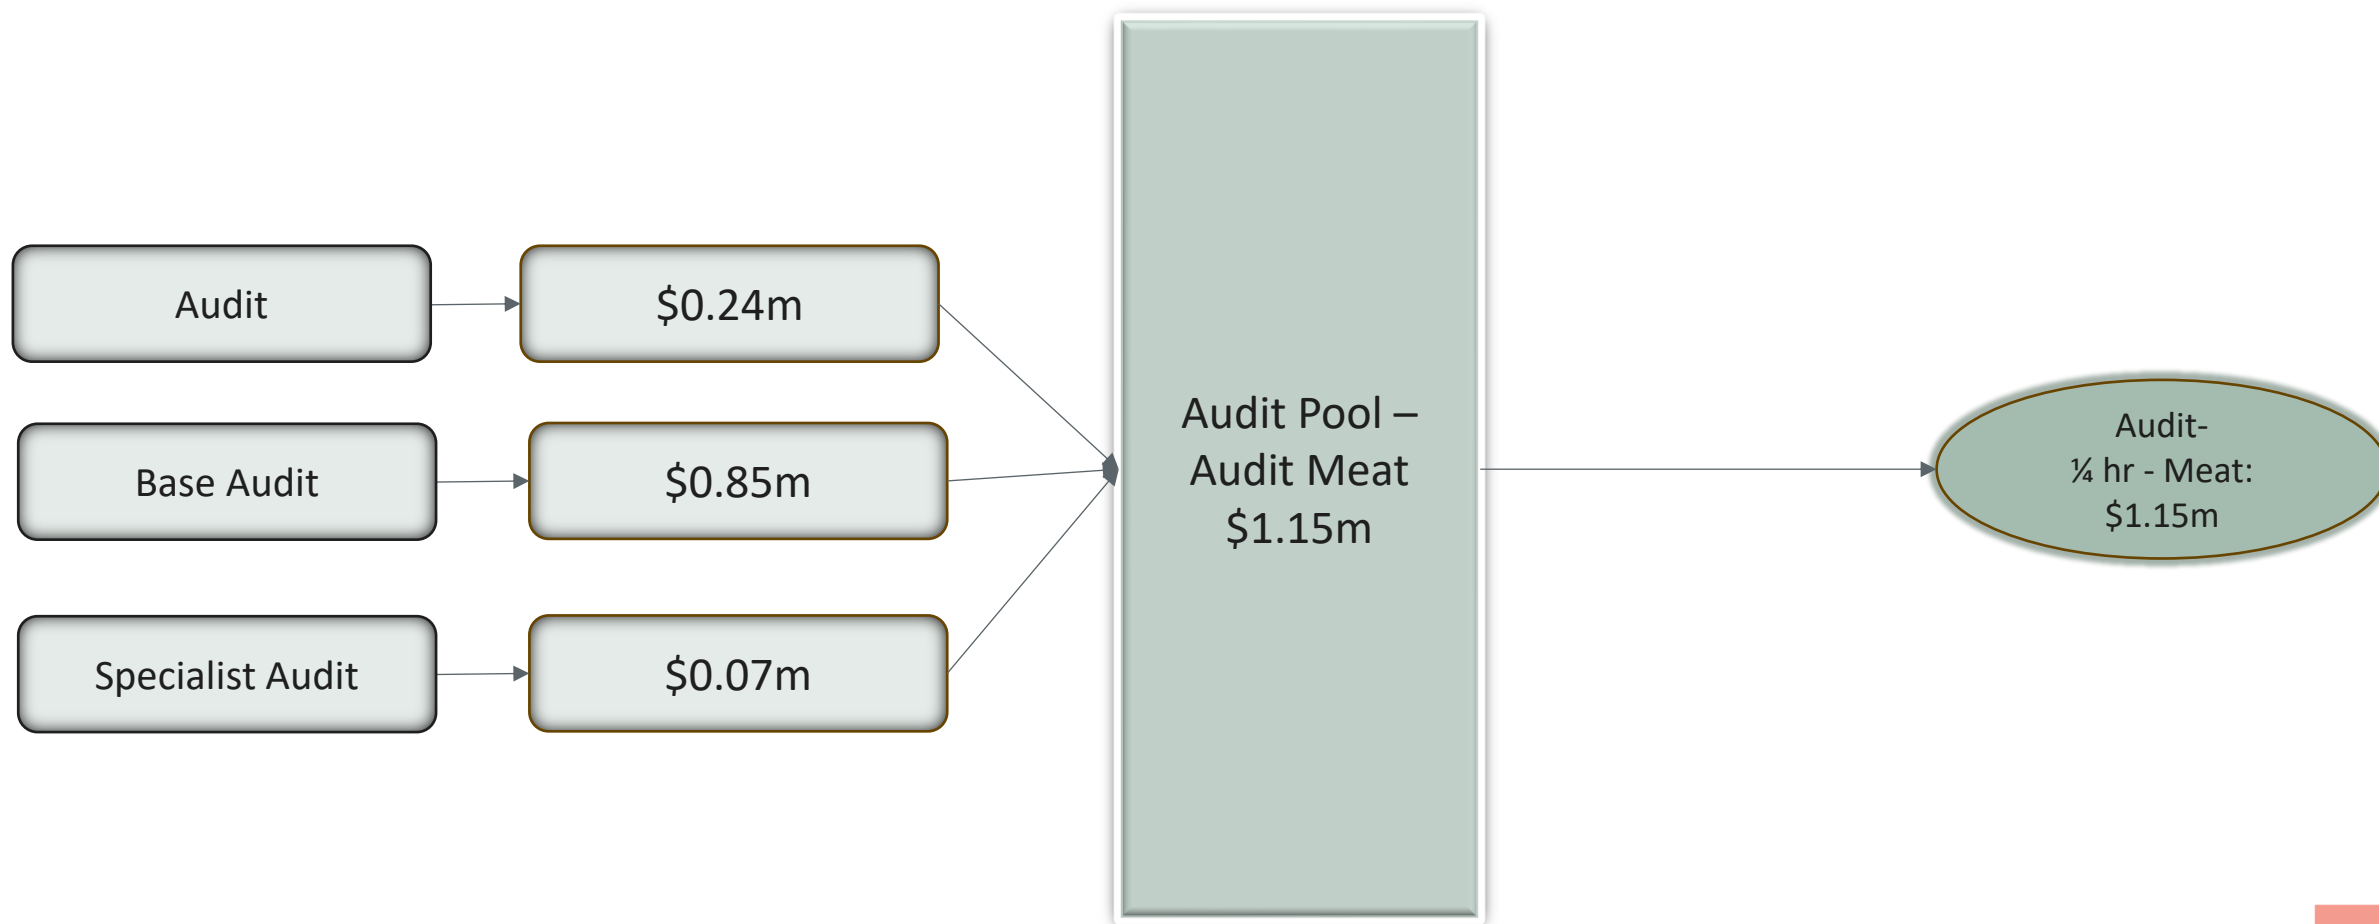 Audit
$0.24m
Base Audit
$0.85m
Specialist Audit
$0.07m
Audit Pool –
Audit Meat
$1.15m
Audit-
¼ hr - Meat:
$1.15m